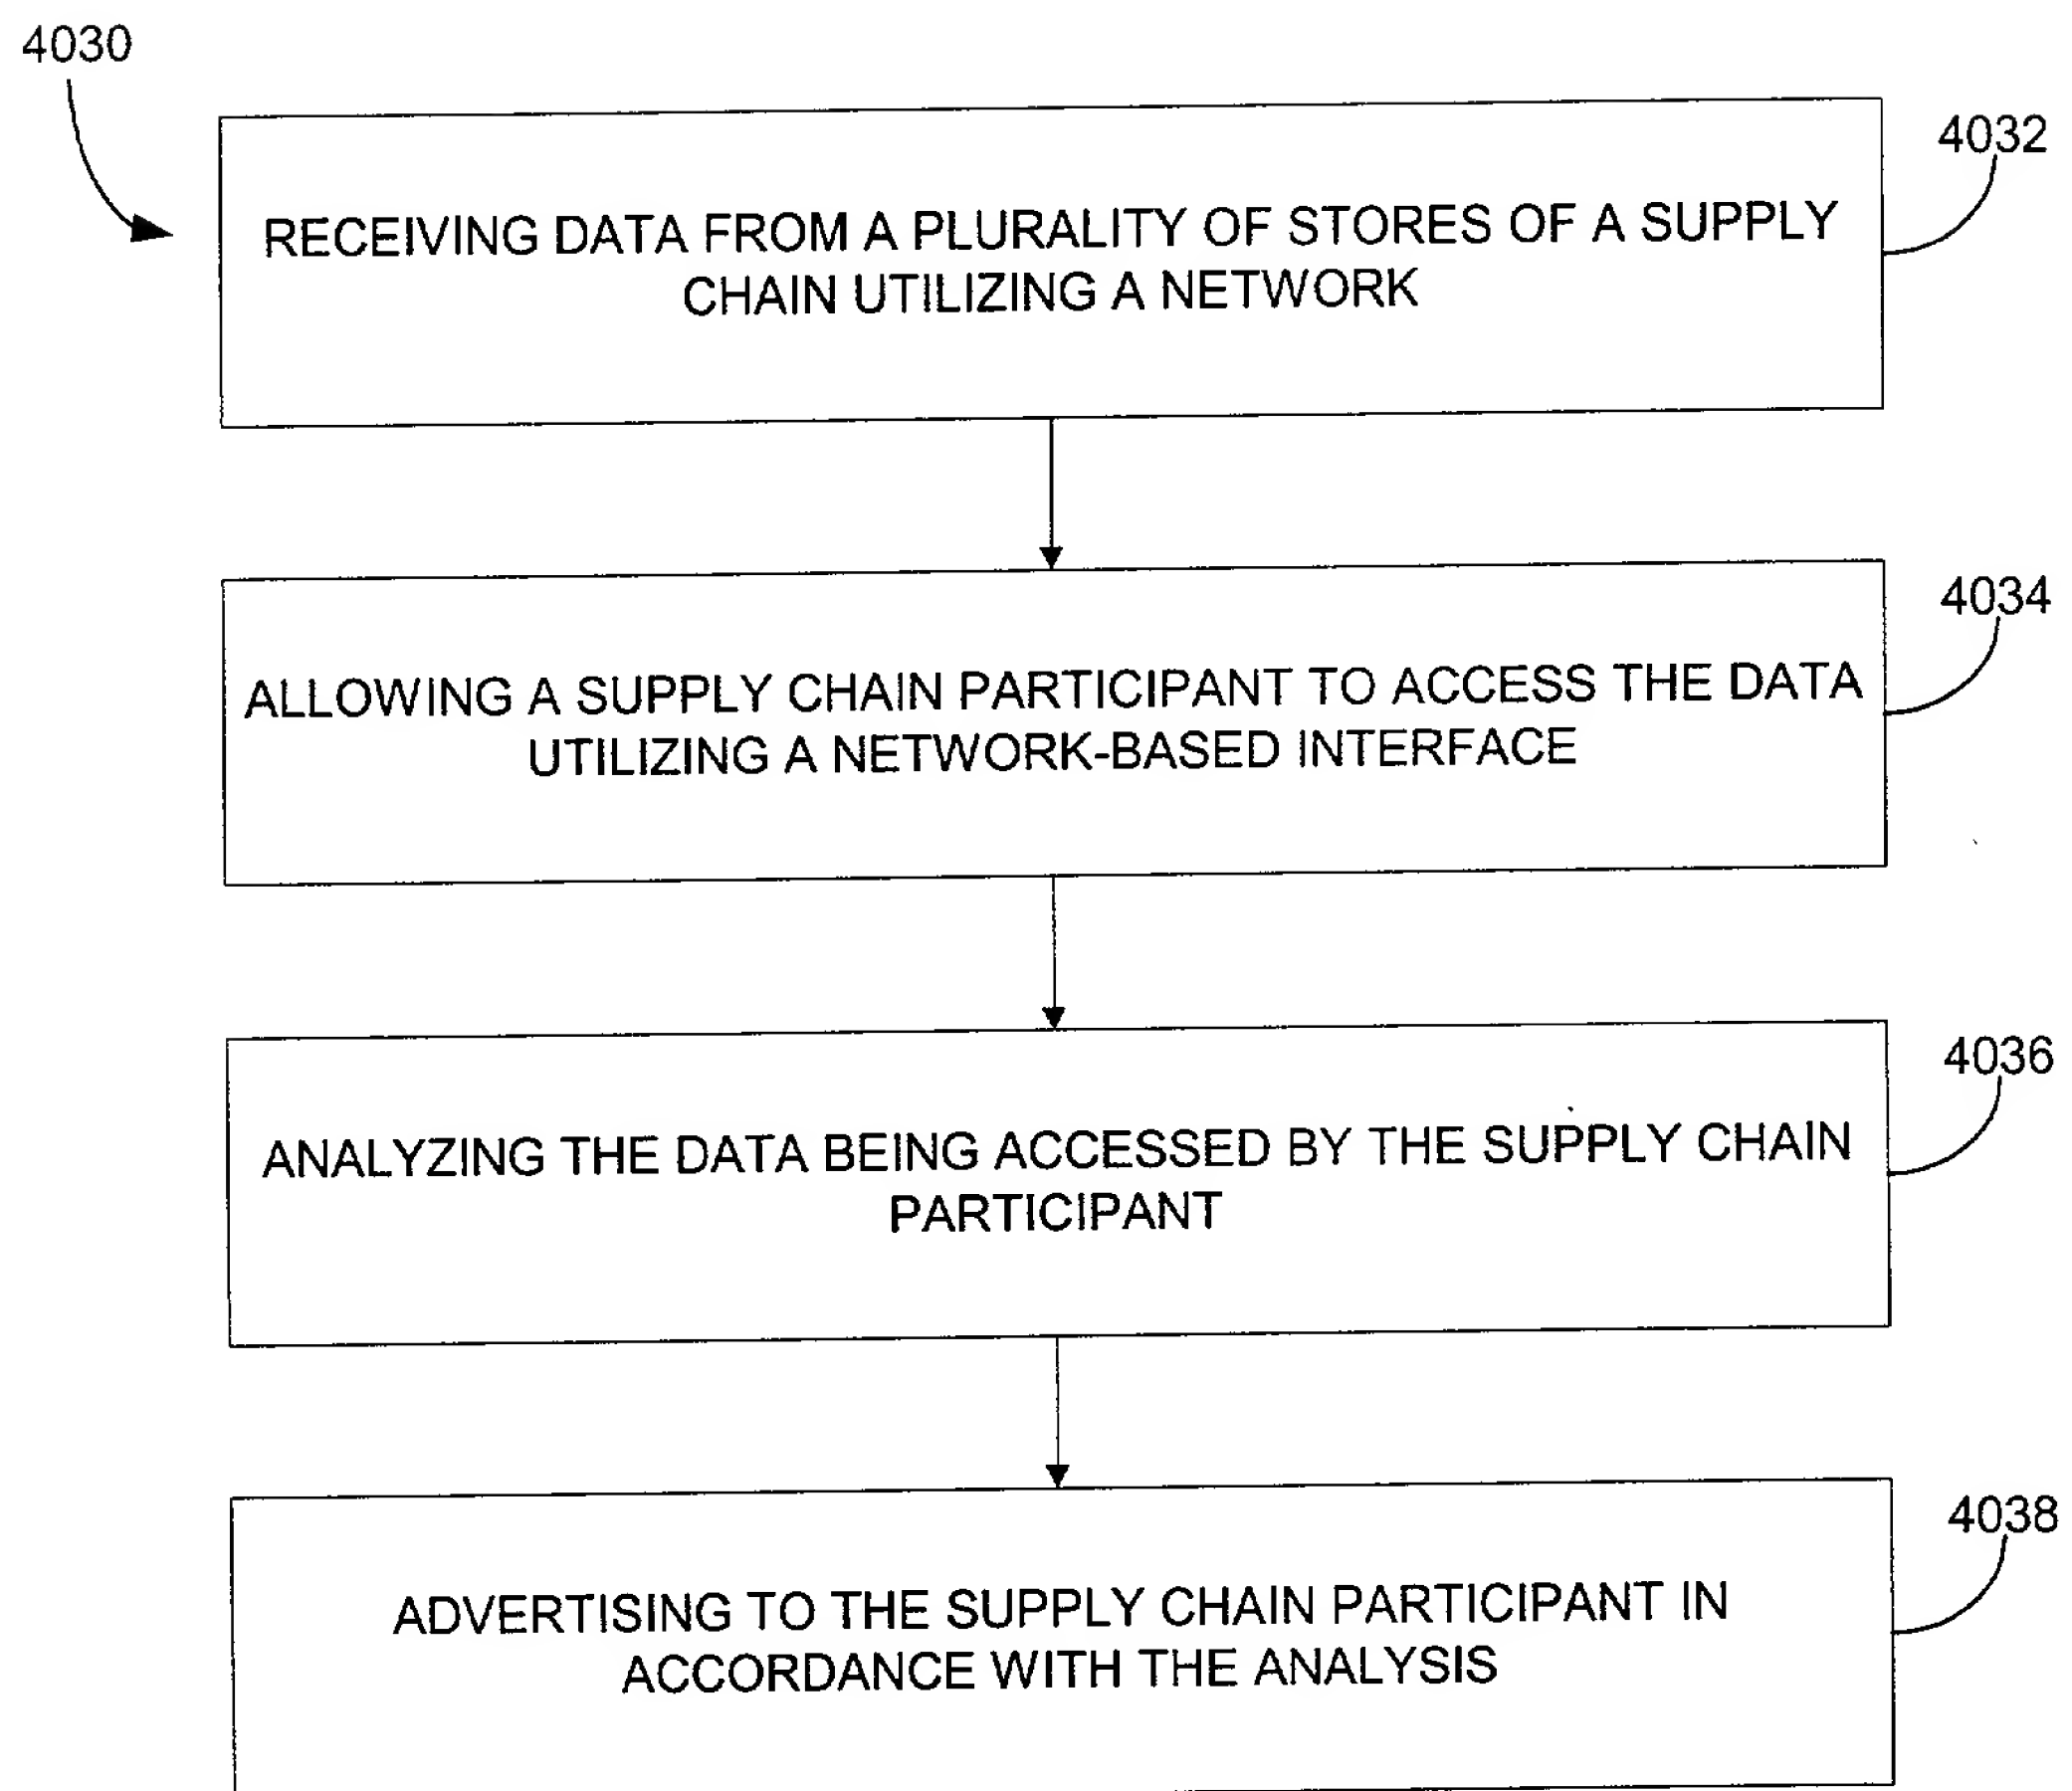 4030
4032
RECEIVING DATA FROM A PLURALITY OF STORES OF A SUPPLY
CHAIN UTILIZING A NETWORK
4034
ALLOWING A SUPPLY CHAIN PARTICIPANT TO ACCESS THE DATA
UTILIZING A NETWORK-BASED INTERFACE
4036
ANALYZING THE DATA BEING ACCESSED BY THE SUPPLY CHAIN
PARTICIPANT
4038
ADVERTISING TO THE SUPPLY CHAIN PARTICIPANT IN
ACCORDANCE WITH THE ANALYSIS